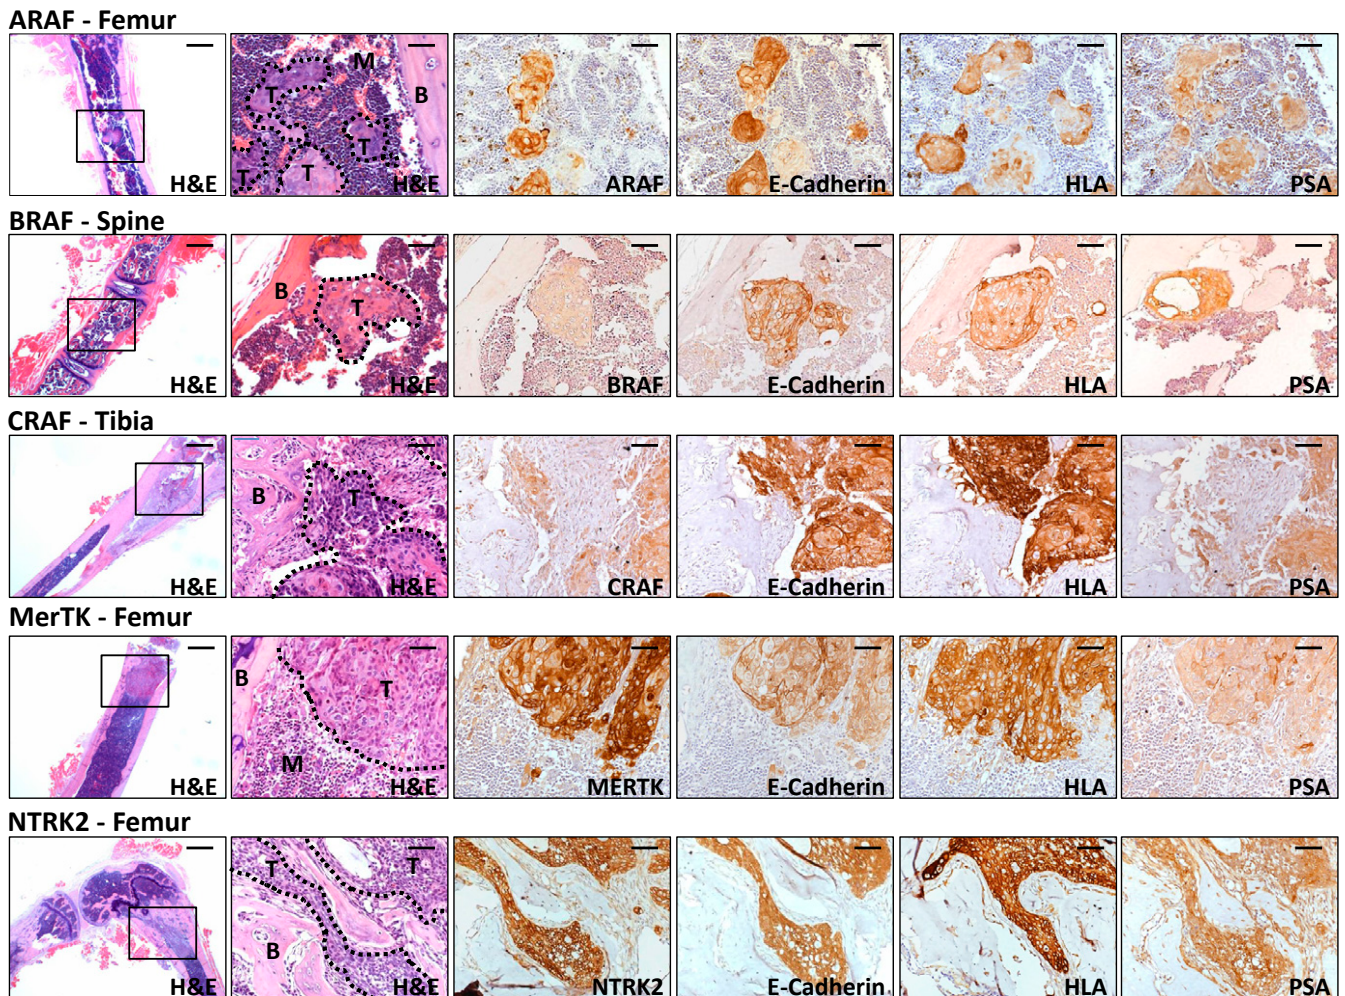 ARAF - Femur
T
T
T
T
M
B
H&E
H&E
ARAF
E-Cadherin
HLA
PSA
BRAF - Spine
B
T
H&E
H&E
BRAF
E-Cadherin
HLA
PSA
CRAF - Tibia
B
T
H&E
H&E
CRAF
E-Cadherin
HLA
PSA
MerTK - Femur
B
T
M
H&E
H&E
MERTK
E-Cadherin
HLA
PSA
NTRK2 - Femur
T
T
B
H&E
H&E
NTRK2
E-Cadherin
HLA
PSA